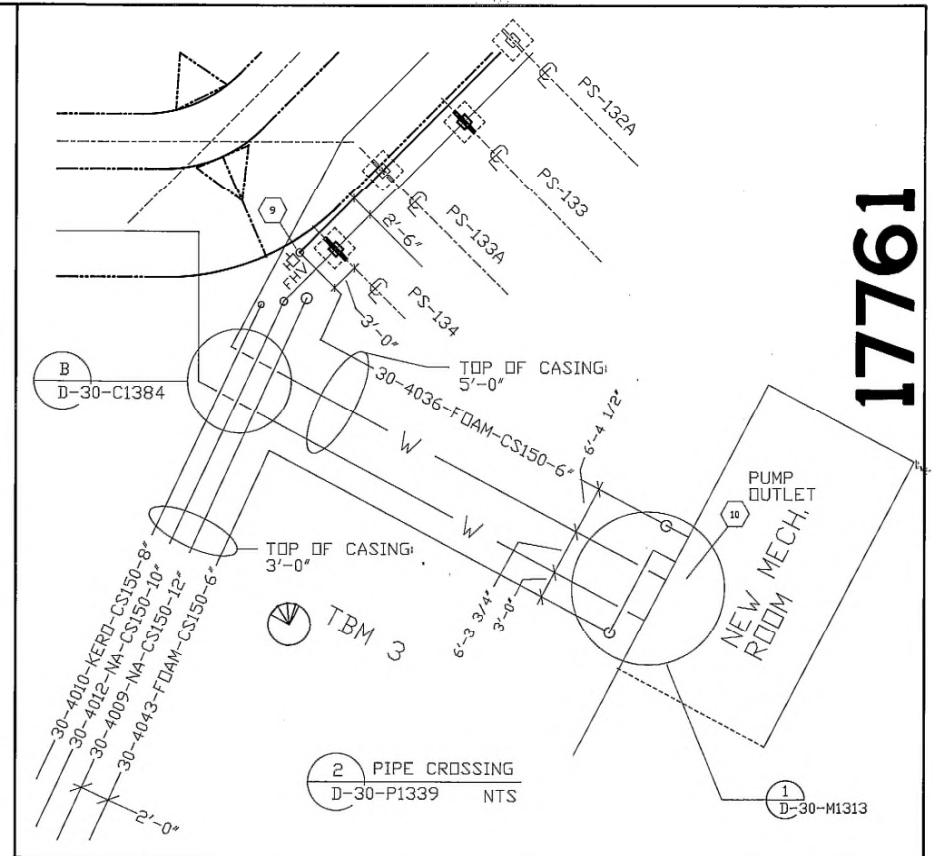 PS-132A
PS-133
PS-133A
PS-134
2'-6"
3'-0"
9
FHV
17761
B
D-30-C1384
TOP OF CASING:
5'-0"
30-4036-FOAM-CS150-6"
6'-4 1/2"
W
W
PUMP
OUTLET
10
NEW MECH.
ROOM
TOP OF CASING:
3'-0"
6'-3 3/4"
3'-0"
TBM 3
30-4010-KERO-CS150-8"
30-4012-NA-CS150-10"
30-4009-NA-CS150-12"
30-4043-FOAM-CS150-6"
2'-0"
2 PIPE CROSSING
D-30-P1339 NTS
1
D-30-M1313